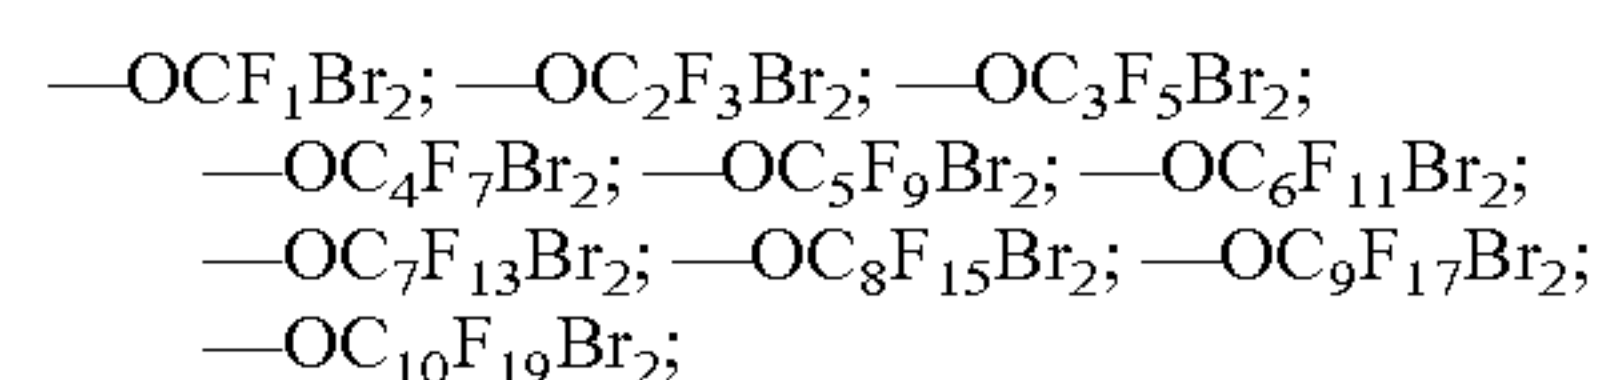 —OCF₁Br₂; —OC₂F₃Br₂; —OC₃F₅Br₂;
—OC₄F₇Br₂; —OC₅F₉Br₂; —OC₆F₁₁Br₂;
—OC₇F₁₃Br₂; —OC₈F₁₅Br₂; —OC₉F₁₇Br₂;
—OC₁₀F₁₉Br₂;